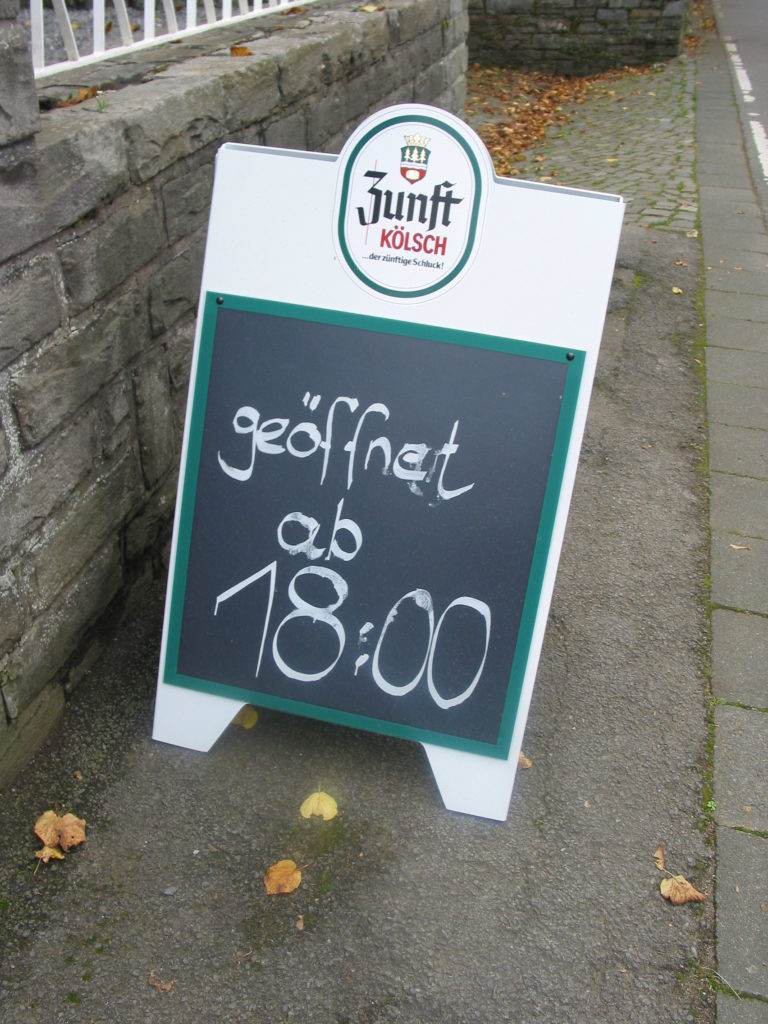 Zunft
KÖLSCH
...der zünftige Schluck!
geöffnet
ab
18:00